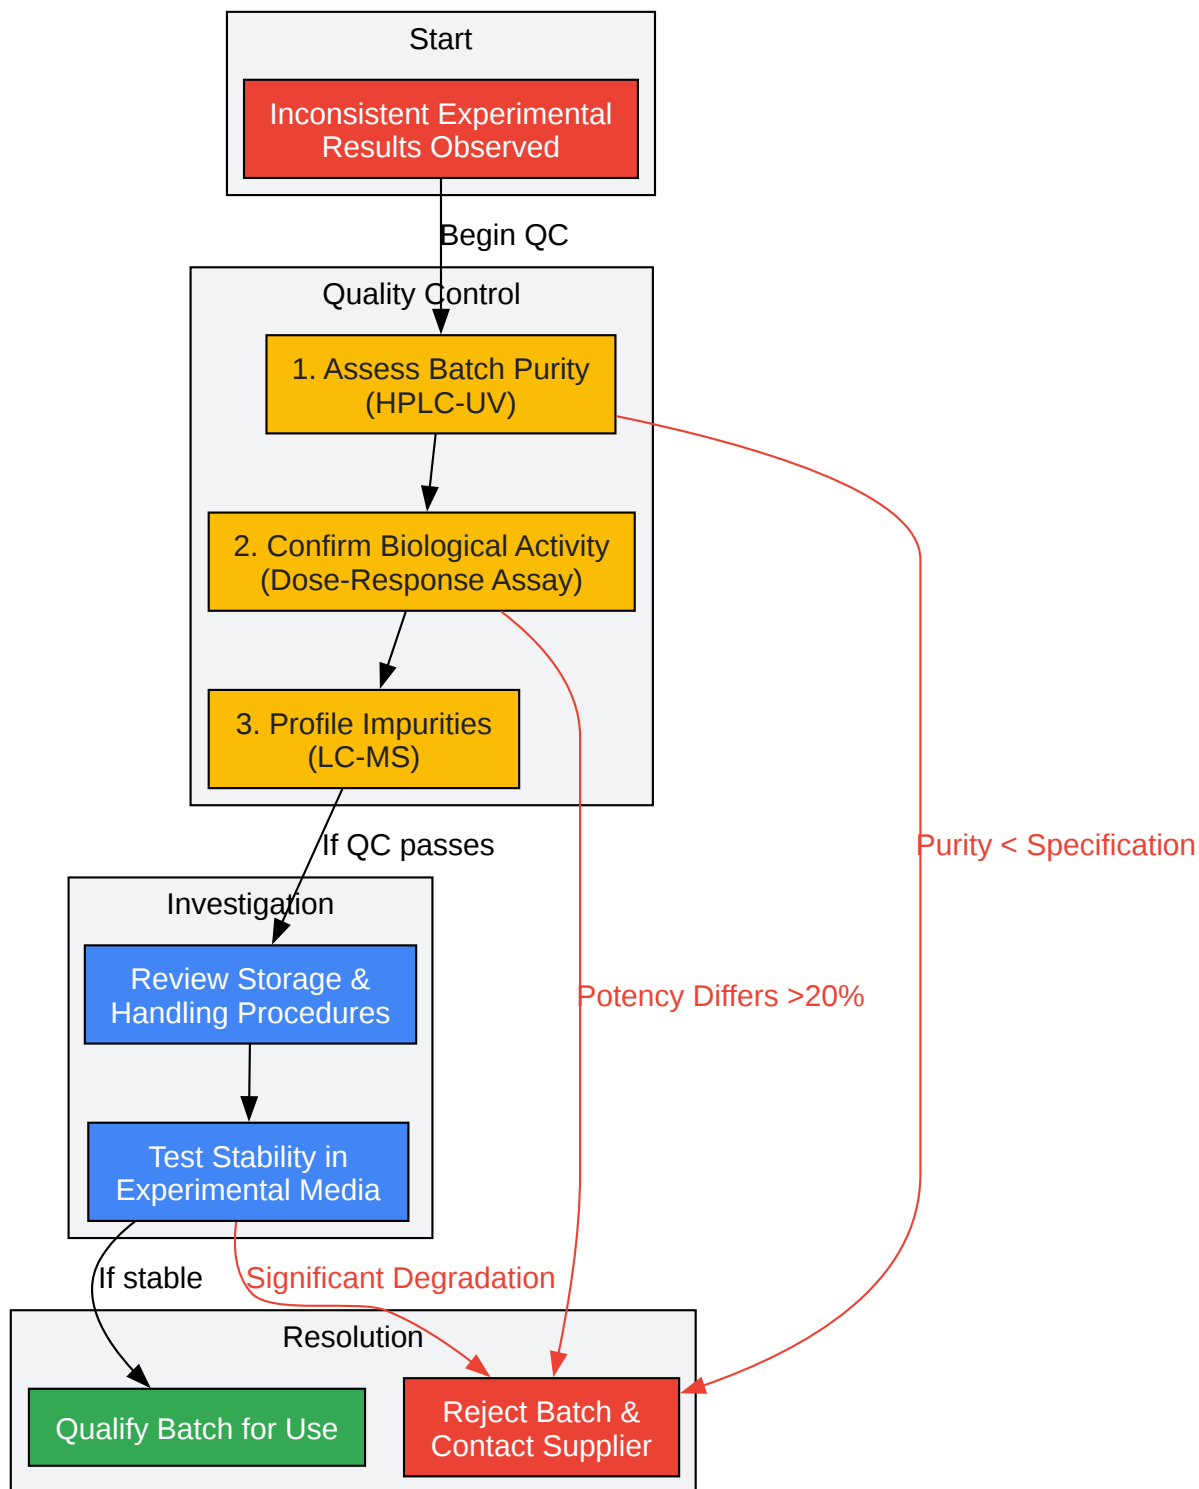 Start
Inconsistent Experimental
Results Observed
Begin QC
Quality Control
1. Assess Batch Purity
(HPLC-UV)
2. Confirm Biological Activity
(Dose-Response Assay)
3. Profile Impurities
(LC-MS)
If QC passes
Purity < Specification
Investigation
Review Storage &
Handling Procedures
Potency Differs >20%
Test Stability in
Experimental Media
If stable
Significant Degradation
Resolution
Qualify Batch for Use
Reject Batch &
Contact Supplier